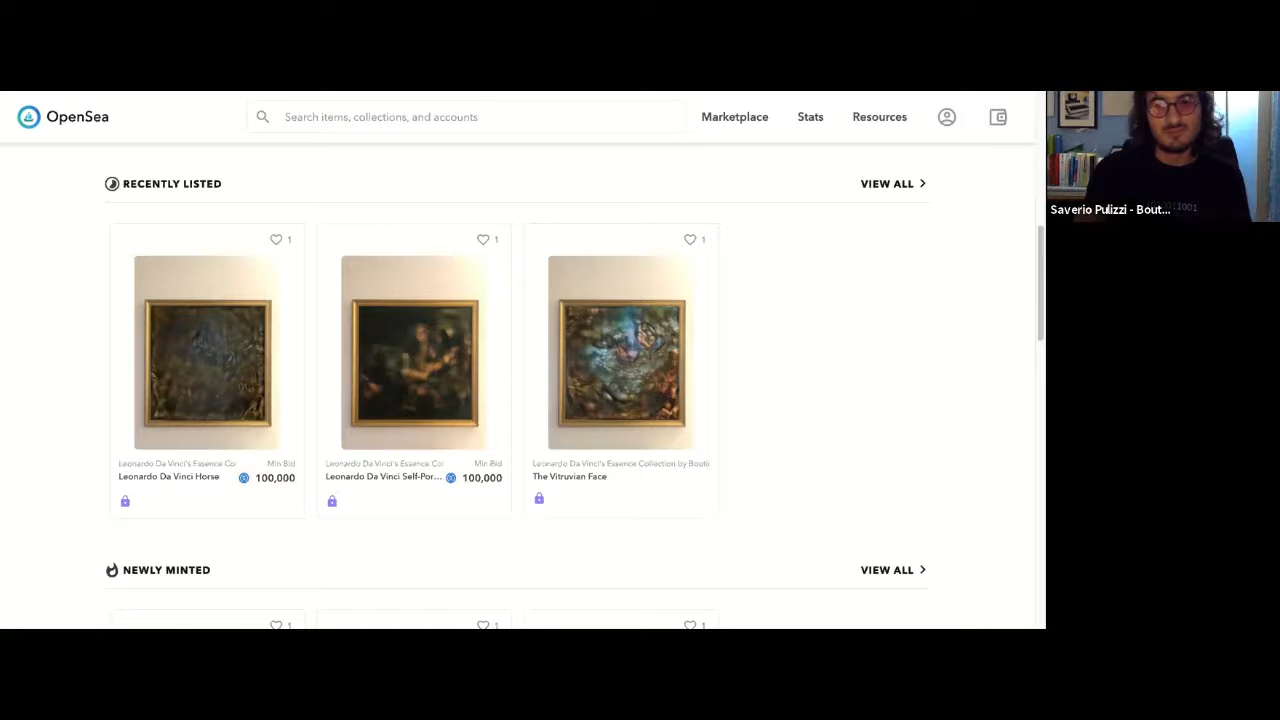 OpenSea
Search items, collections, and accounts
Marketplace
Stats
Resources
Saverio Pulizzi - Bout...
RECENTLY LISTED
VIEW ALL
1
1
1
Leonardo Da Vinci's Essence Col
Min Bid
Leonardo Da Vinci Horse
100,000
Leonardo Da Vinci's Essence Col
Min Bid
Leonardo Da Vinci Self-Por...
100,000
Leonardo Da Vinci's Essence Collection by Bouti
The Vitruvian Face
NEWLY MINTED
VIEW ALL
1
1
1